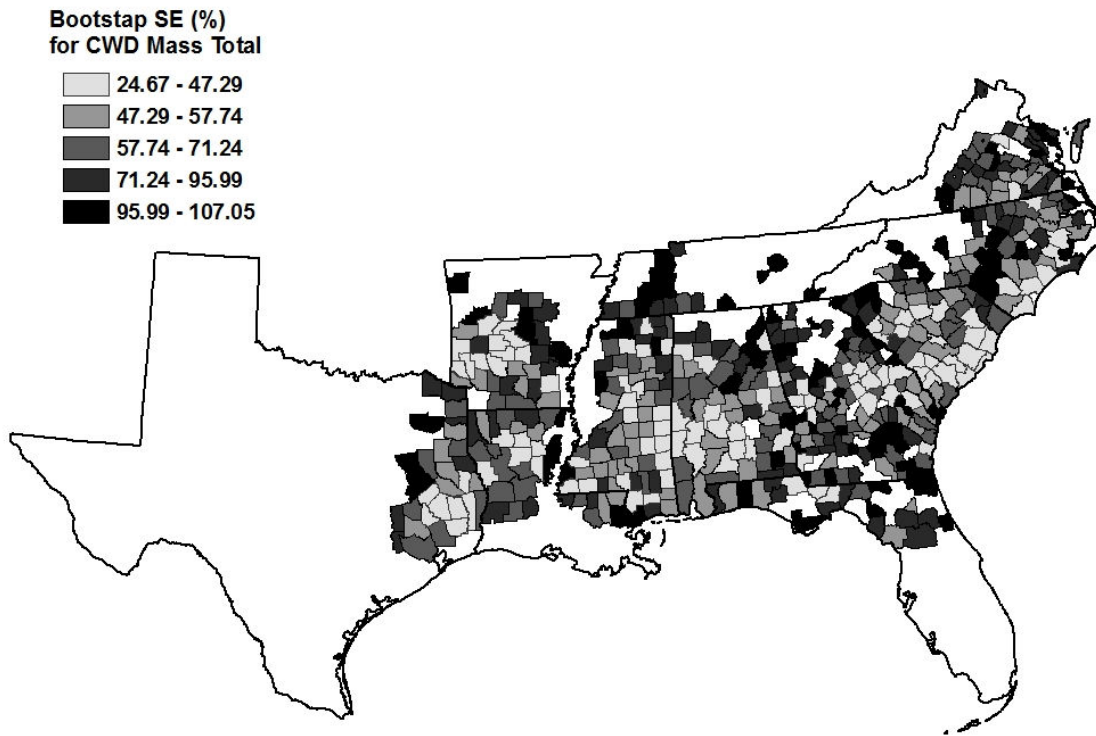 Bootstap SE (%)
for CWD Mass Total
24.67 - 47.29
47.29 - 57.74
57.74 - 71.24
71.24 - 95.99
95.99 - 107.05